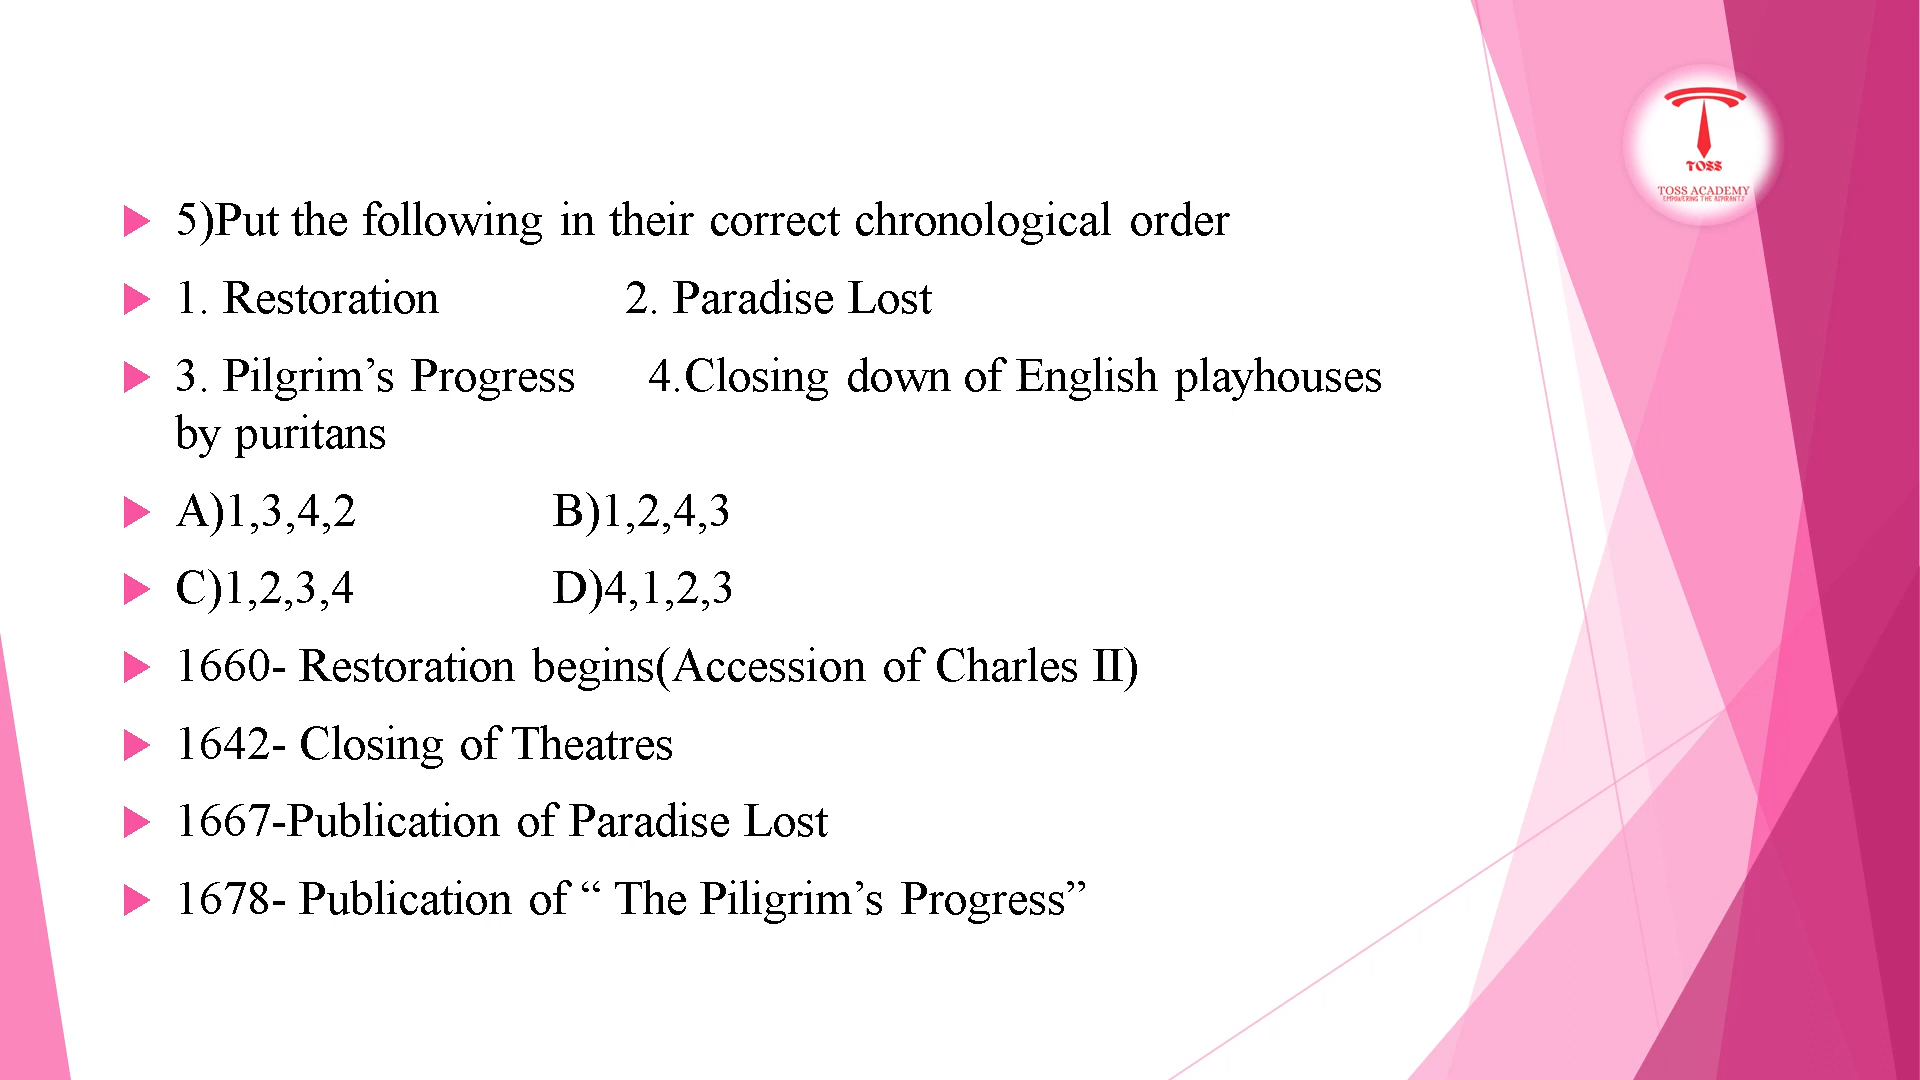 TOSS
TOSS ACADEMY
EMPOWERING THE ASPIRANTS
5)Put the following in their correct chronological order
1. Restoration 2. Paradise Lost
3. Pilgrim’s Progress 4.Closing down of English playhouses
by puritans
A)1,3,4,2 B)1,2,4,3
C)1,2,3,4 D)4,1,2,3
1660- Restoration begins(Accession of Charles II)
1642- Closing of Theatres
1667-Publication of Paradise Lost
1678- Publication of “ The Piligrim’s Progress”